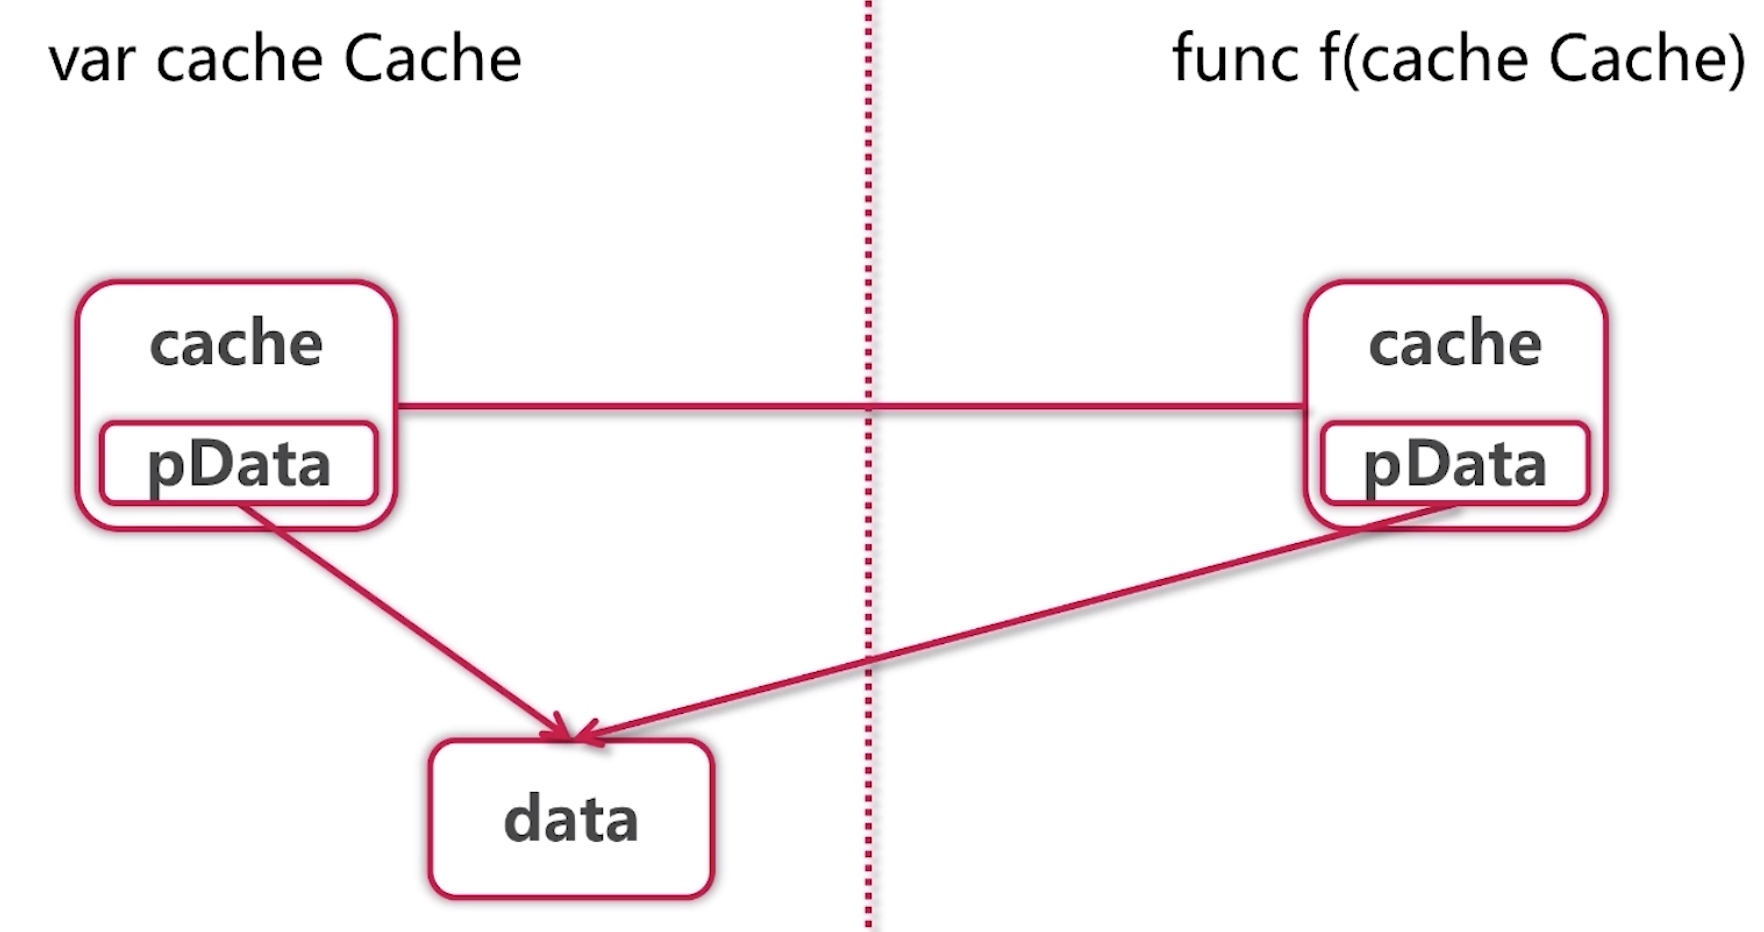 var cache Cache
func f(cache Cache)
cache
cache
pData
pData
data